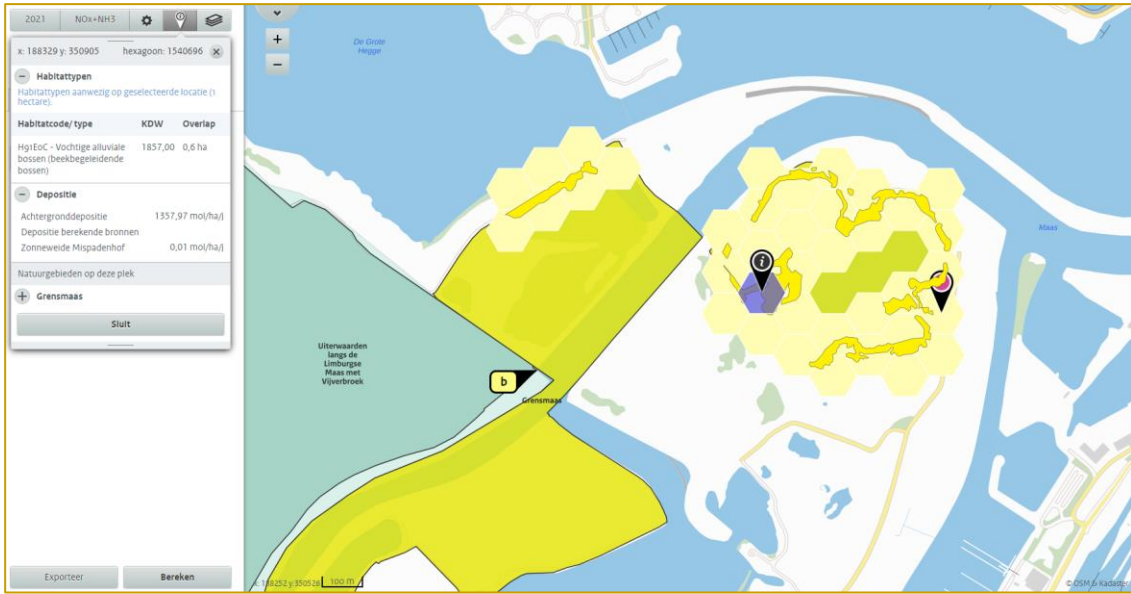 2021 NOx+NH3
x: 188329 y: 350905 hexagoon: 1540696
Habitattypen
Habitattypen aanwezig op geselecteerde locatie (1
hectare).
Habitatcode/ type KDW Overlap
H91E0C - Vochtige alluviale 1857,00 0,6 ha
bossen (beekbegeleidende
bossen)
Depositie
Achtergronddepositie 1357,97 mol/ha/j
Depositie berekende bronnen
Zonneweide Mispadenhof 0,01 mol/ha/j
Natuurgebieden op deze plek
Grensmaas
Sluit
Exporteer Bereken
+
−
De Grote
Hegge
i
Maas
Uiterwaarden
langs de
Limburgse
Maas met
Vijverbroek
b
Grensmaas
x: 188252 y: 350526 100 m
© OSM & Kadaster